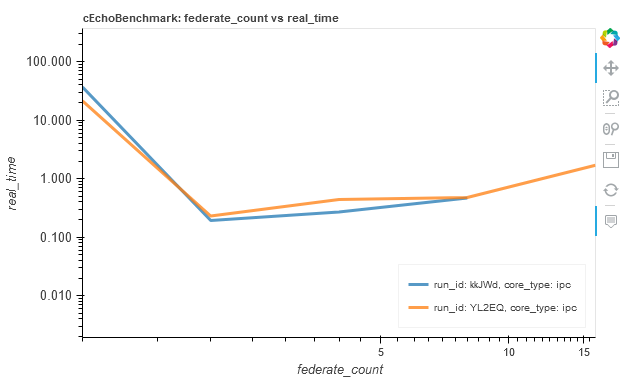 cEchoBenchmark: federate_count vs real_time
100.000
10.000
1.000
0.100
0.010
real_time
run_id: kkJWd, core_type: ipc
run_id: YL2EQ, core_type: ipc
5
10
15
federate_count